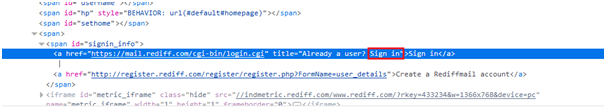 <span id="username"></span>
<span id="hp" style="BEHAVIOR: url(#default#homepage)"></span>
<span id="sethome"></span>
<span>
<span id="signin_info">
<a href="https://mail.rediff.com/cgi-bin/login.cgi" title="Already a user? Sign in">Sign in</a>
|
<a href="http://register.rediff.com/register/register.php?FormName=user_details">Create a Rediffmail account</a>
</span>
<iframe id="metric_iframe" class="hide" src="//indmetric.rediff.com/www.rediff.com/?rkey=433234&w=1366x768&device=pc"
name="metric_iframe" width="1" height="1" frameborder="0"></iframe>